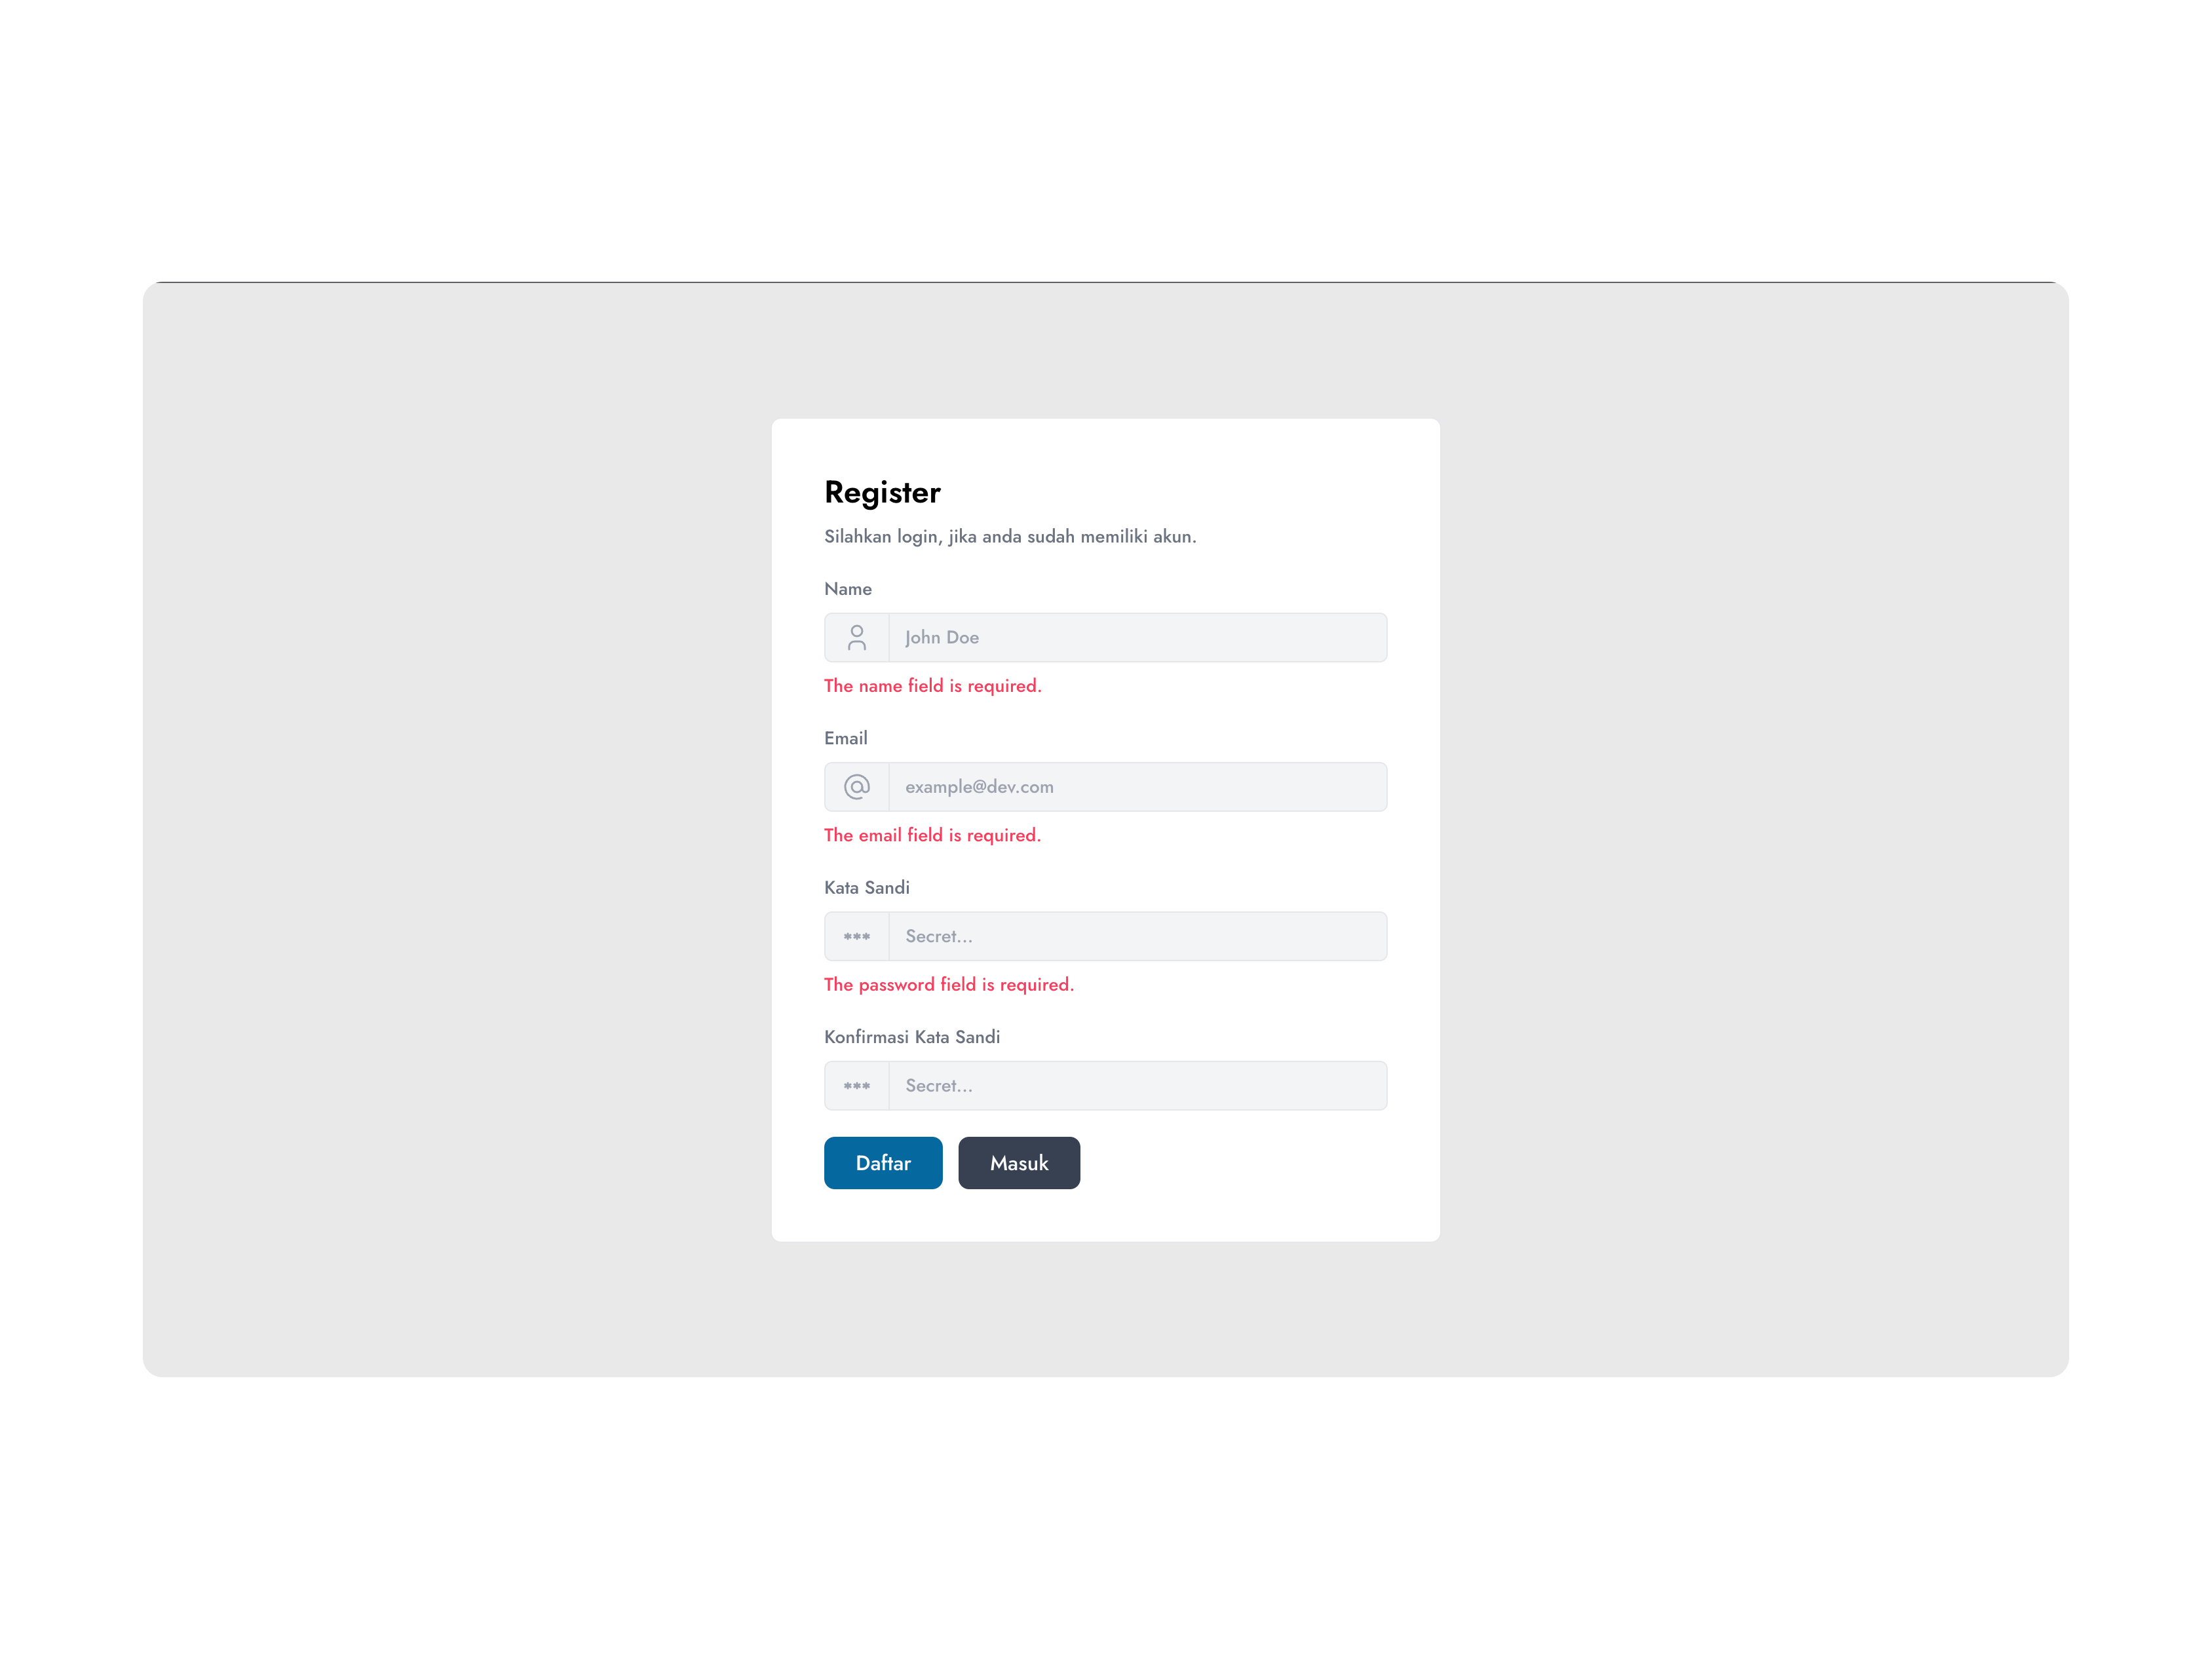 Register
Silahkan login, jika anda sudah memiliki akun.
Name
John Doe
The name field is required.
Email
@ example@dev.com
The email field is required.
Kata Sandi
*** Secret...
The password field is required.
Konfirmasi Kata Sandi
*** Secret...
Daftar Masuk